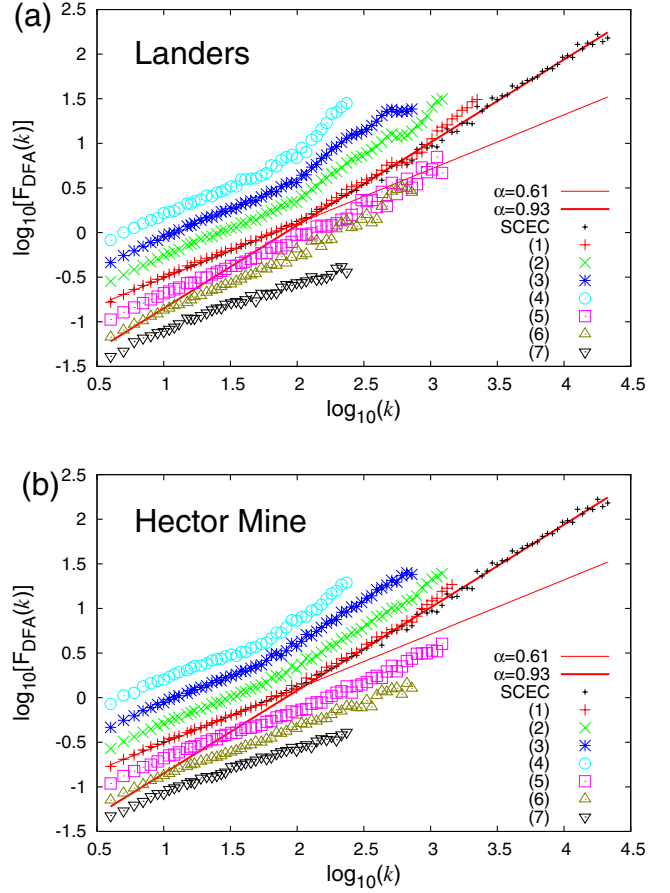 (a)
Landers
log10[FDFA(k)]
2.5
2
1.5
1
0.5
0
-0.5
-1
-1.5
α=0.61
α=0.93
SCEC
(1)
(2)
(3)
(4)
(5)
(6)
(7)
0.5 1 1.5 2 2.5 3 3.5 4 4.5
log10(k)
(b)
Hector Mine
log10[FDFA(k)]
2.5
2
1.5
1
0.5
0
-0.5
-1
-1.5
α=0.61
α=0.93
SCEC
(1)
(2)
(3)
(4)
(5)
(6)
(7)
0.5 1 1.5 2 2.5 3 3.5 4 4.5
log10(k)